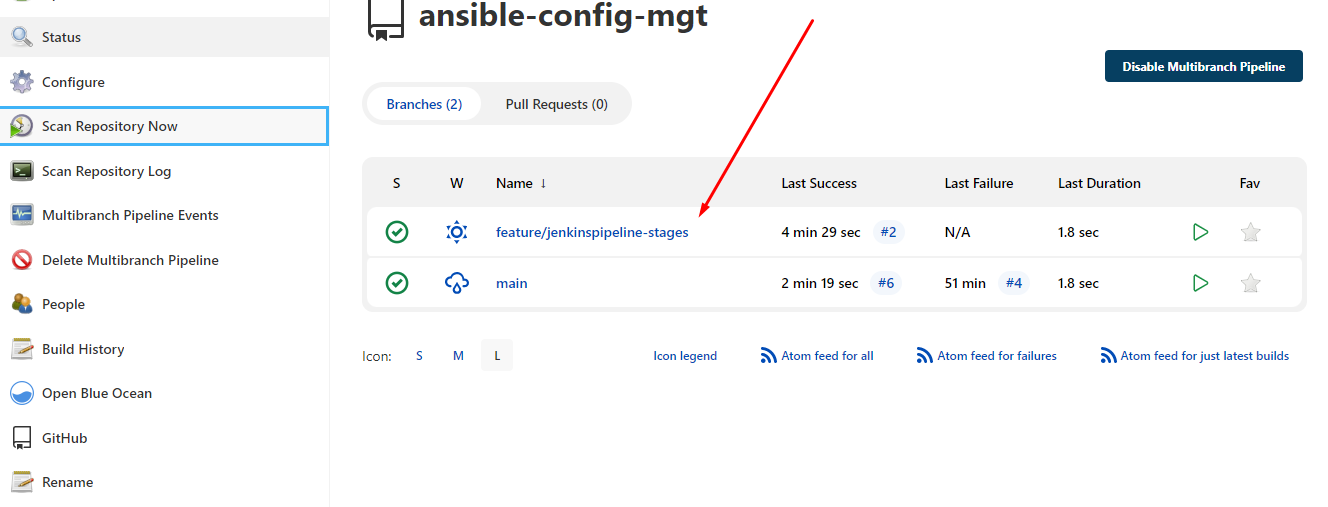 ansible-config-mgt
Status
Configure
Scan Repository Now
Scan Repository Log
Multibranch Pipeline Events
Delete Multibranch Pipeline
People
Build History
Open Blue Ocean
GitHub
Rename
Disable Multibranch Pipeline
Branches (2) Pull Requests (0)
S W Name ↓ Last Success Last Failure Last Duration Fav
feature/jenkinspipeline-stages 4 min 29 sec #2 N/A 1.8 sec
main 2 min 19 sec #6 51 min #4 1.8 sec
Icon: S M L Icon legend Atom feed for all Atom feed for failures Atom feed for just latest builds